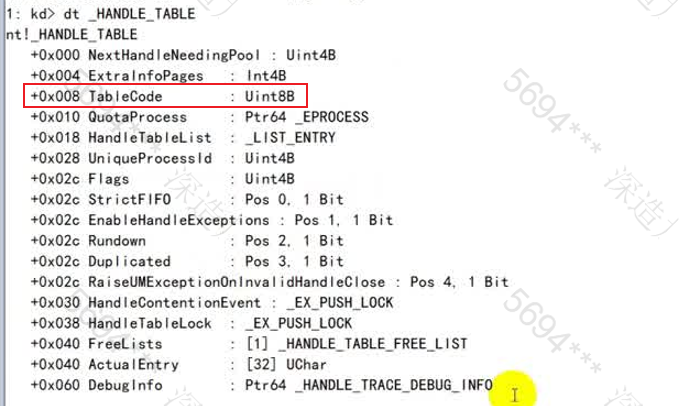 1: kd> dt _HANDLE_TABLE
nt!_HANDLE_TABLE
   +0x000 NextHandleNeedingPool : Uint4B
   +0x004 ExtraInfoPages   : Int4B
   +0x008 TableCode        : Uint8B
   +0x010 QuotaProcess     : Ptr64 _EPROCESS
   +0x018 HandleTableList  : _LIST_ENTRY
   +0x028 UniqueProcessId  : Uint4B
   +0x02c Flags            : Uint4B
   +0x02c StrictFIFO       : Pos 0, 1 Bit
   +0x02c EnableHandleExceptions : Pos 1, 1 Bit
   +0x02c Rundown          : Pos 2, 1 Bit
   +0x02c Duplicated       : Pos 3, 1 Bit
   +0x02c RaiseUMExceptionOnInvalidHandleClose : Pos 4, 1 Bit
   +0x030 HandleContentionEvent : _EX_PUSH_LOCK
   +0x038 HandleTableLock  : _EX_PUSH_LOCK
   +0x040 FreeLists        : [1] _HANDLE_TABLE_FREE_LIST
   +0x040 ActualEntry      : [32] UChar
   +0x060 DebugInfo        : Ptr64 _HANDLE_TRACE_DEBUG_INFO
5694*** 深造
5694*** 深造
5694***